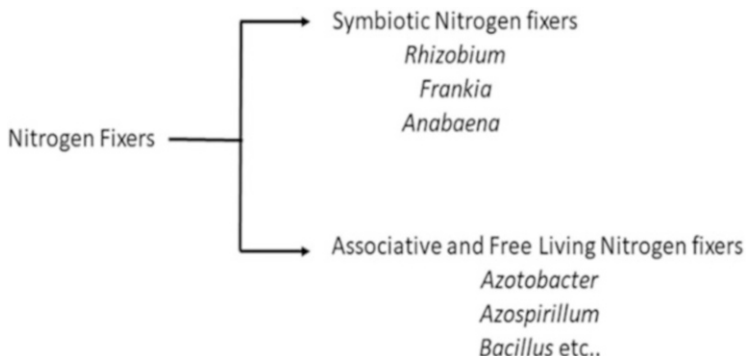 Symbiotic Nitrogen fixers
Rhizobium
Frankia
Anabaena
Nitrogen Fixers
Associative and Free Living Nitrogen fixers
Azotobacter
Azospirillum
Bacillus etc.,